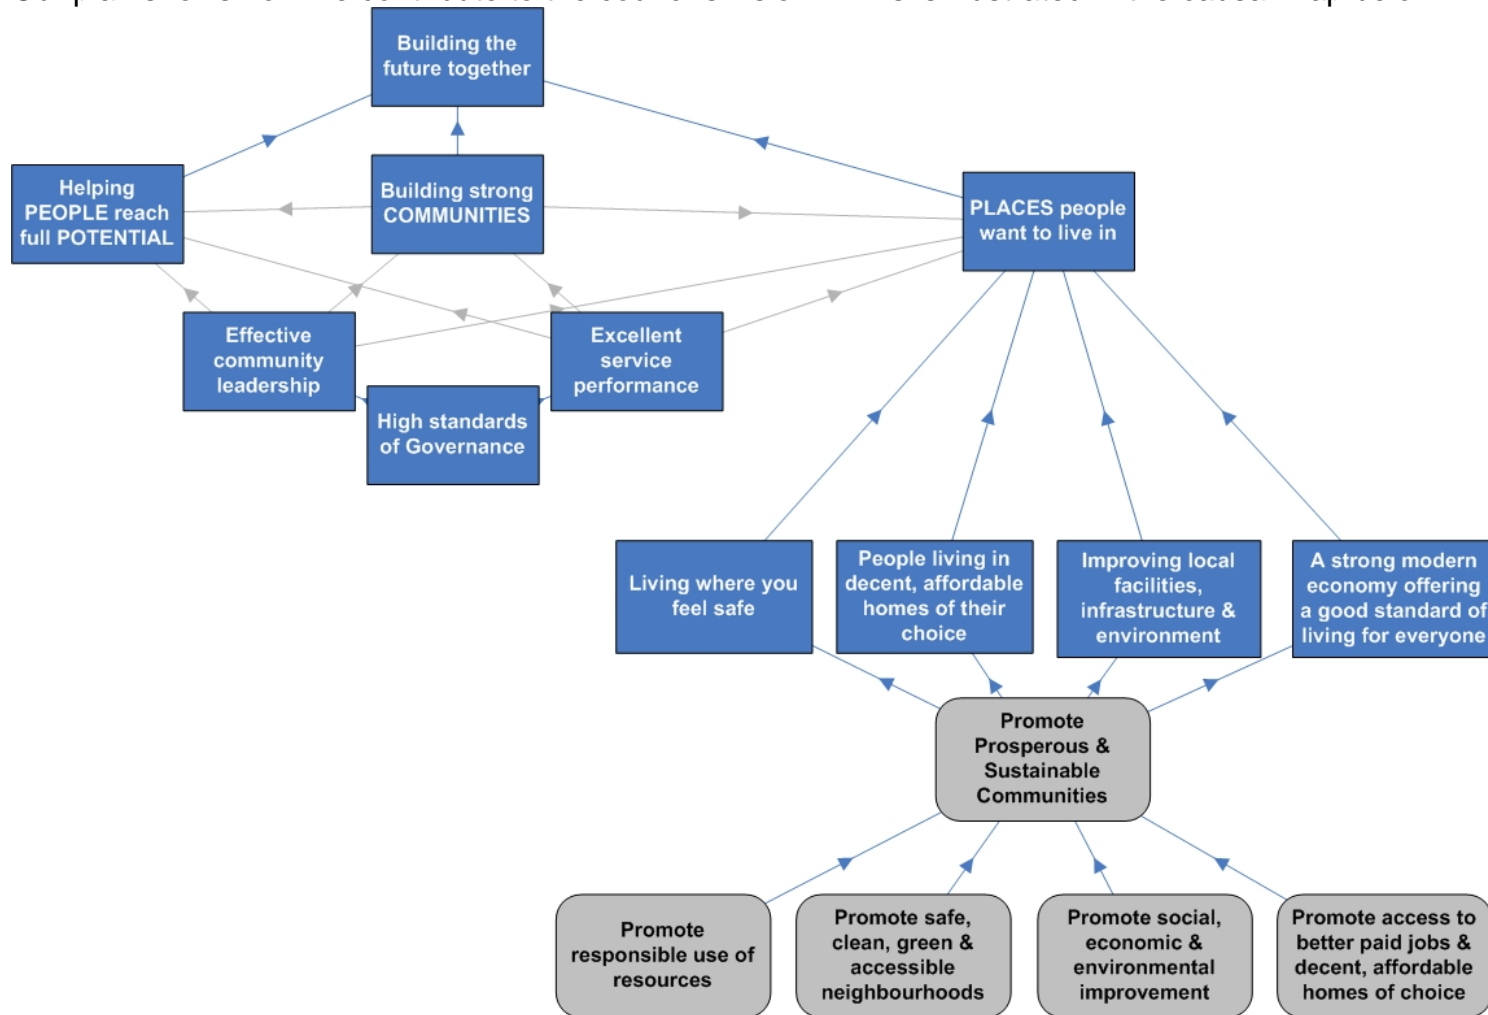 Building the
future together
Helping
PEOPLE reach
full POTENTIAL
Building strong
COMMUNITIES
PLACES people
want to live in
Effective
community
leadership
Excellent
service
performance
High standards
of Governance
Living where you
feel safe
People living in
decent, affordable
homes of their
choice
Improving local
facilities,
infrastructure &
environment
A strong modern
economy offering
a good standard of
living for everyone
Promote
Prosperous &
Sustainable
Communities
Promote
responsible use of
resources
Promote safe,
clean, green &
accessible
neighbourhoods
Promote social,
economic &
environmental
improvement
Promote access to
better paid jobs &
decent, affordable
homes of choice